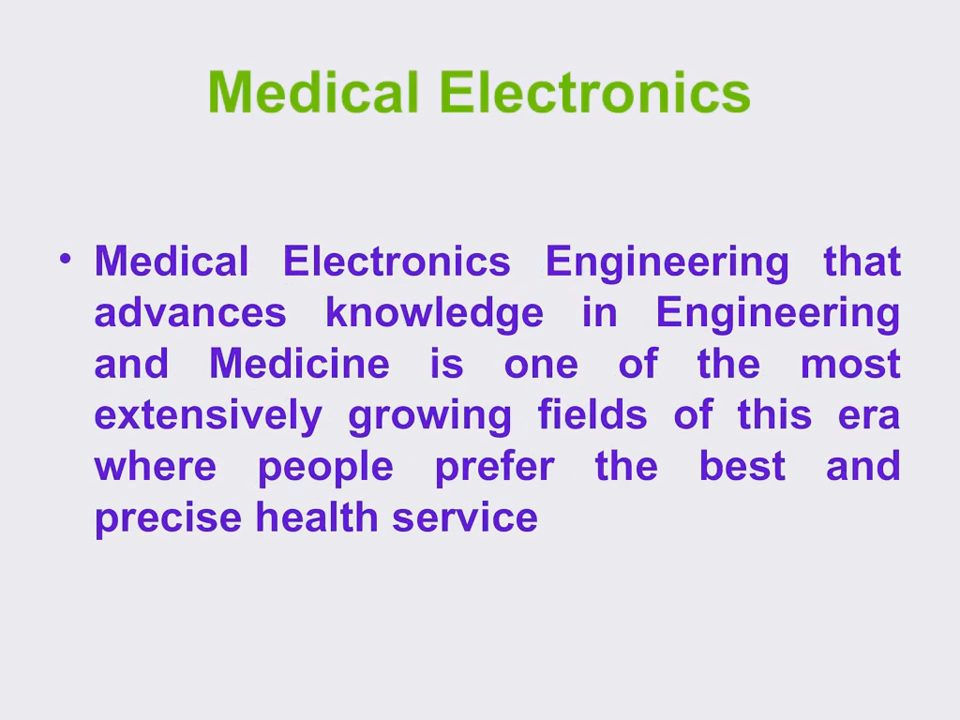 Medical Electronics
• Medical Electronics Engineering that
advances knowledge in Engineering
and Medicine is one of the most
extensively growing fields of this era
where people prefer the best and
precise health service